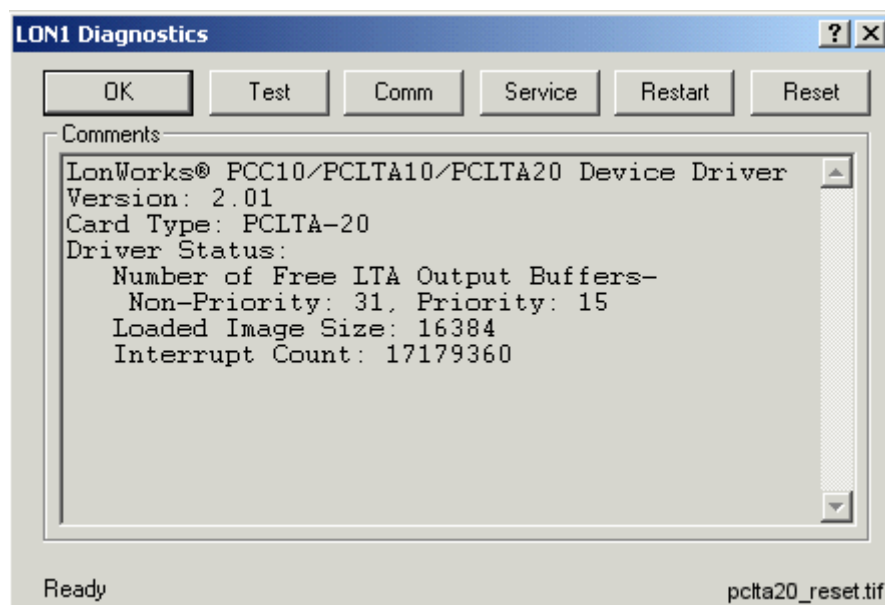 LON1 Diagnostics
OK Test Comm Service Restart Reset
Comments
LonWorks® PCC10/PCLTA10/PCLTA20 Device Driver
Version: 2.01
Card Type: PCLTA-20
Driver Status:
Number of Free LTA Output Buffers-
Non-Priority: 31, Priority: 15
Loaded Image Size: 16384
Interrupt Count: 17179360
Ready pclta20_reset.tif